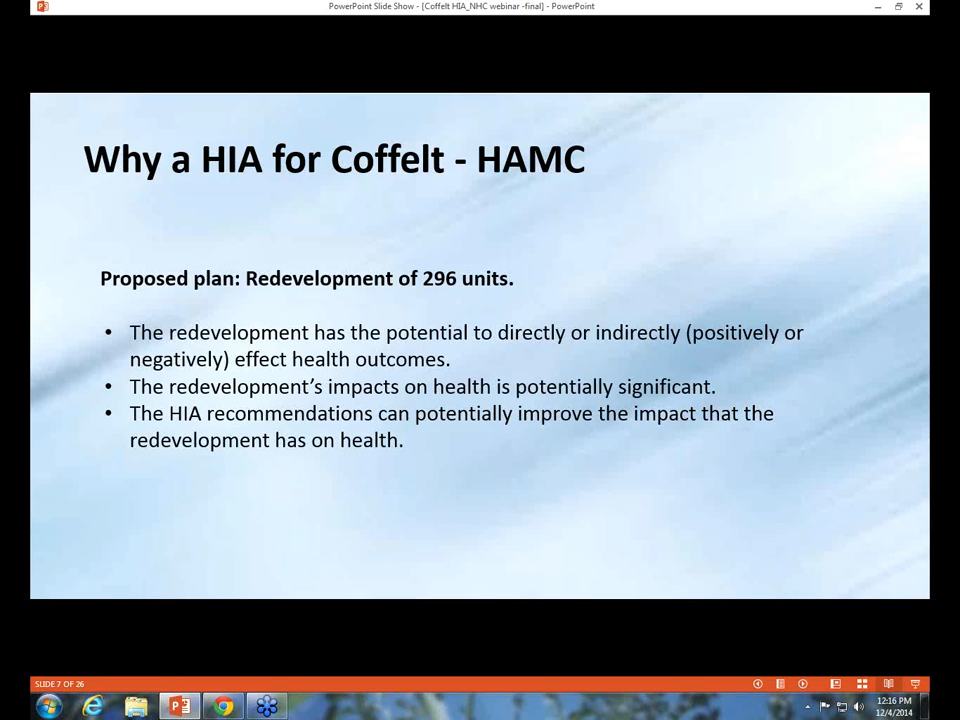 PowerPoint Slide Show - [Coffelt HIA_NHC webinar -final] - PowerPoint
Why a HIA for Coffelt - HAMC
Proposed plan: Redevelopment of 296 units.
• The redevelopment has the potential to directly or indirectly (positively or
negatively) effect health outcomes.
• The redevelopment's impacts on health is potentially significant.
• The HIA recommendations can potentially improve the impact that the
redevelopment has on health.
SLIDE 7 OF 26
12:16 PM
12/4/2014